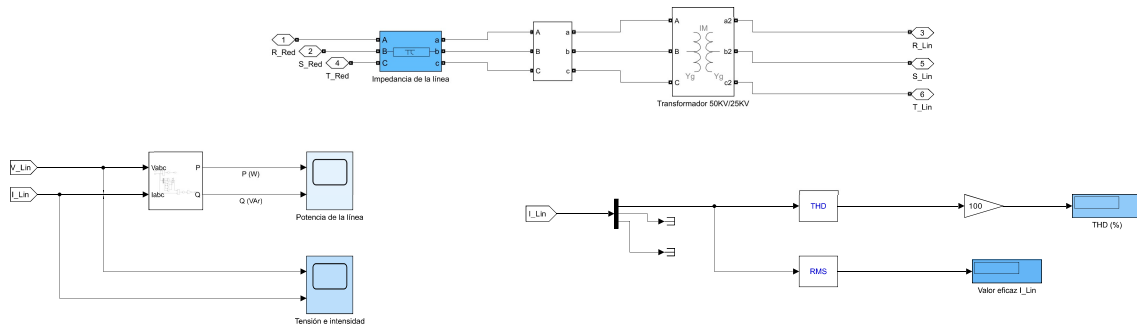 A a A a A a2
1 R_Red IM 3 R_Lin
B b B b B b2
2 S_Red 5 S_Lin
C c C c C c2
4 T_Red Yg Yg 6 T_Lin
Impedancia de la línea
Transformador 50KV/25KV
V_Lin Vabc P P (W)
I_Lin Iabc Q Q (VAr)
Potencia de la línea
Tensión e intensidad
I_Lin THD 100
THD (%)
RMS
Valor eficaz I_Lin